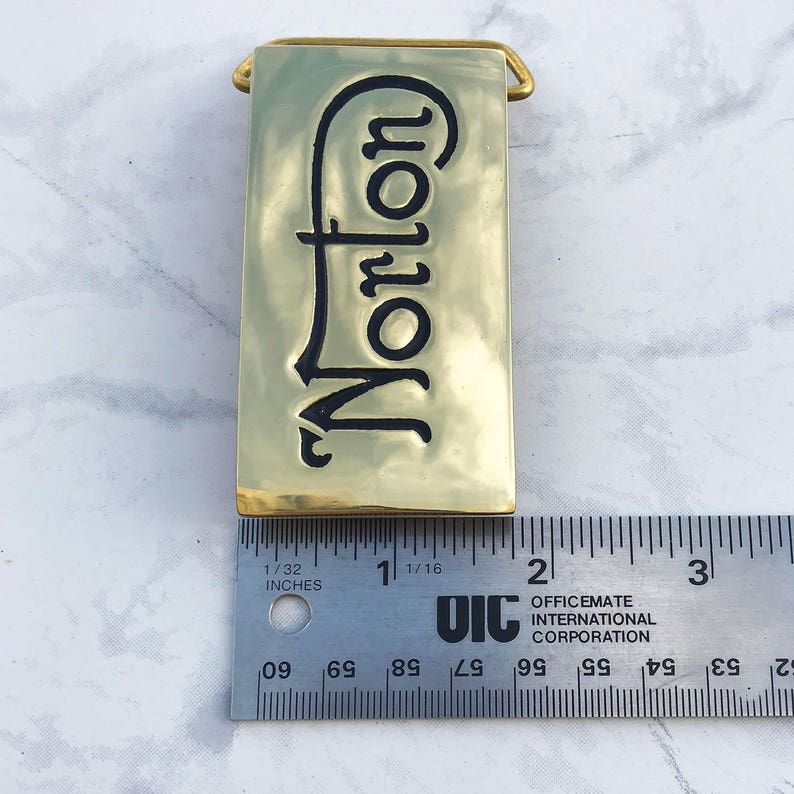 Norton
1/32 1 1/16 2 3
INCHES
OIC OFFICEMATE
INTERNATIONAL
CORPORATION
60 59 58 57 56 55 54 53 52